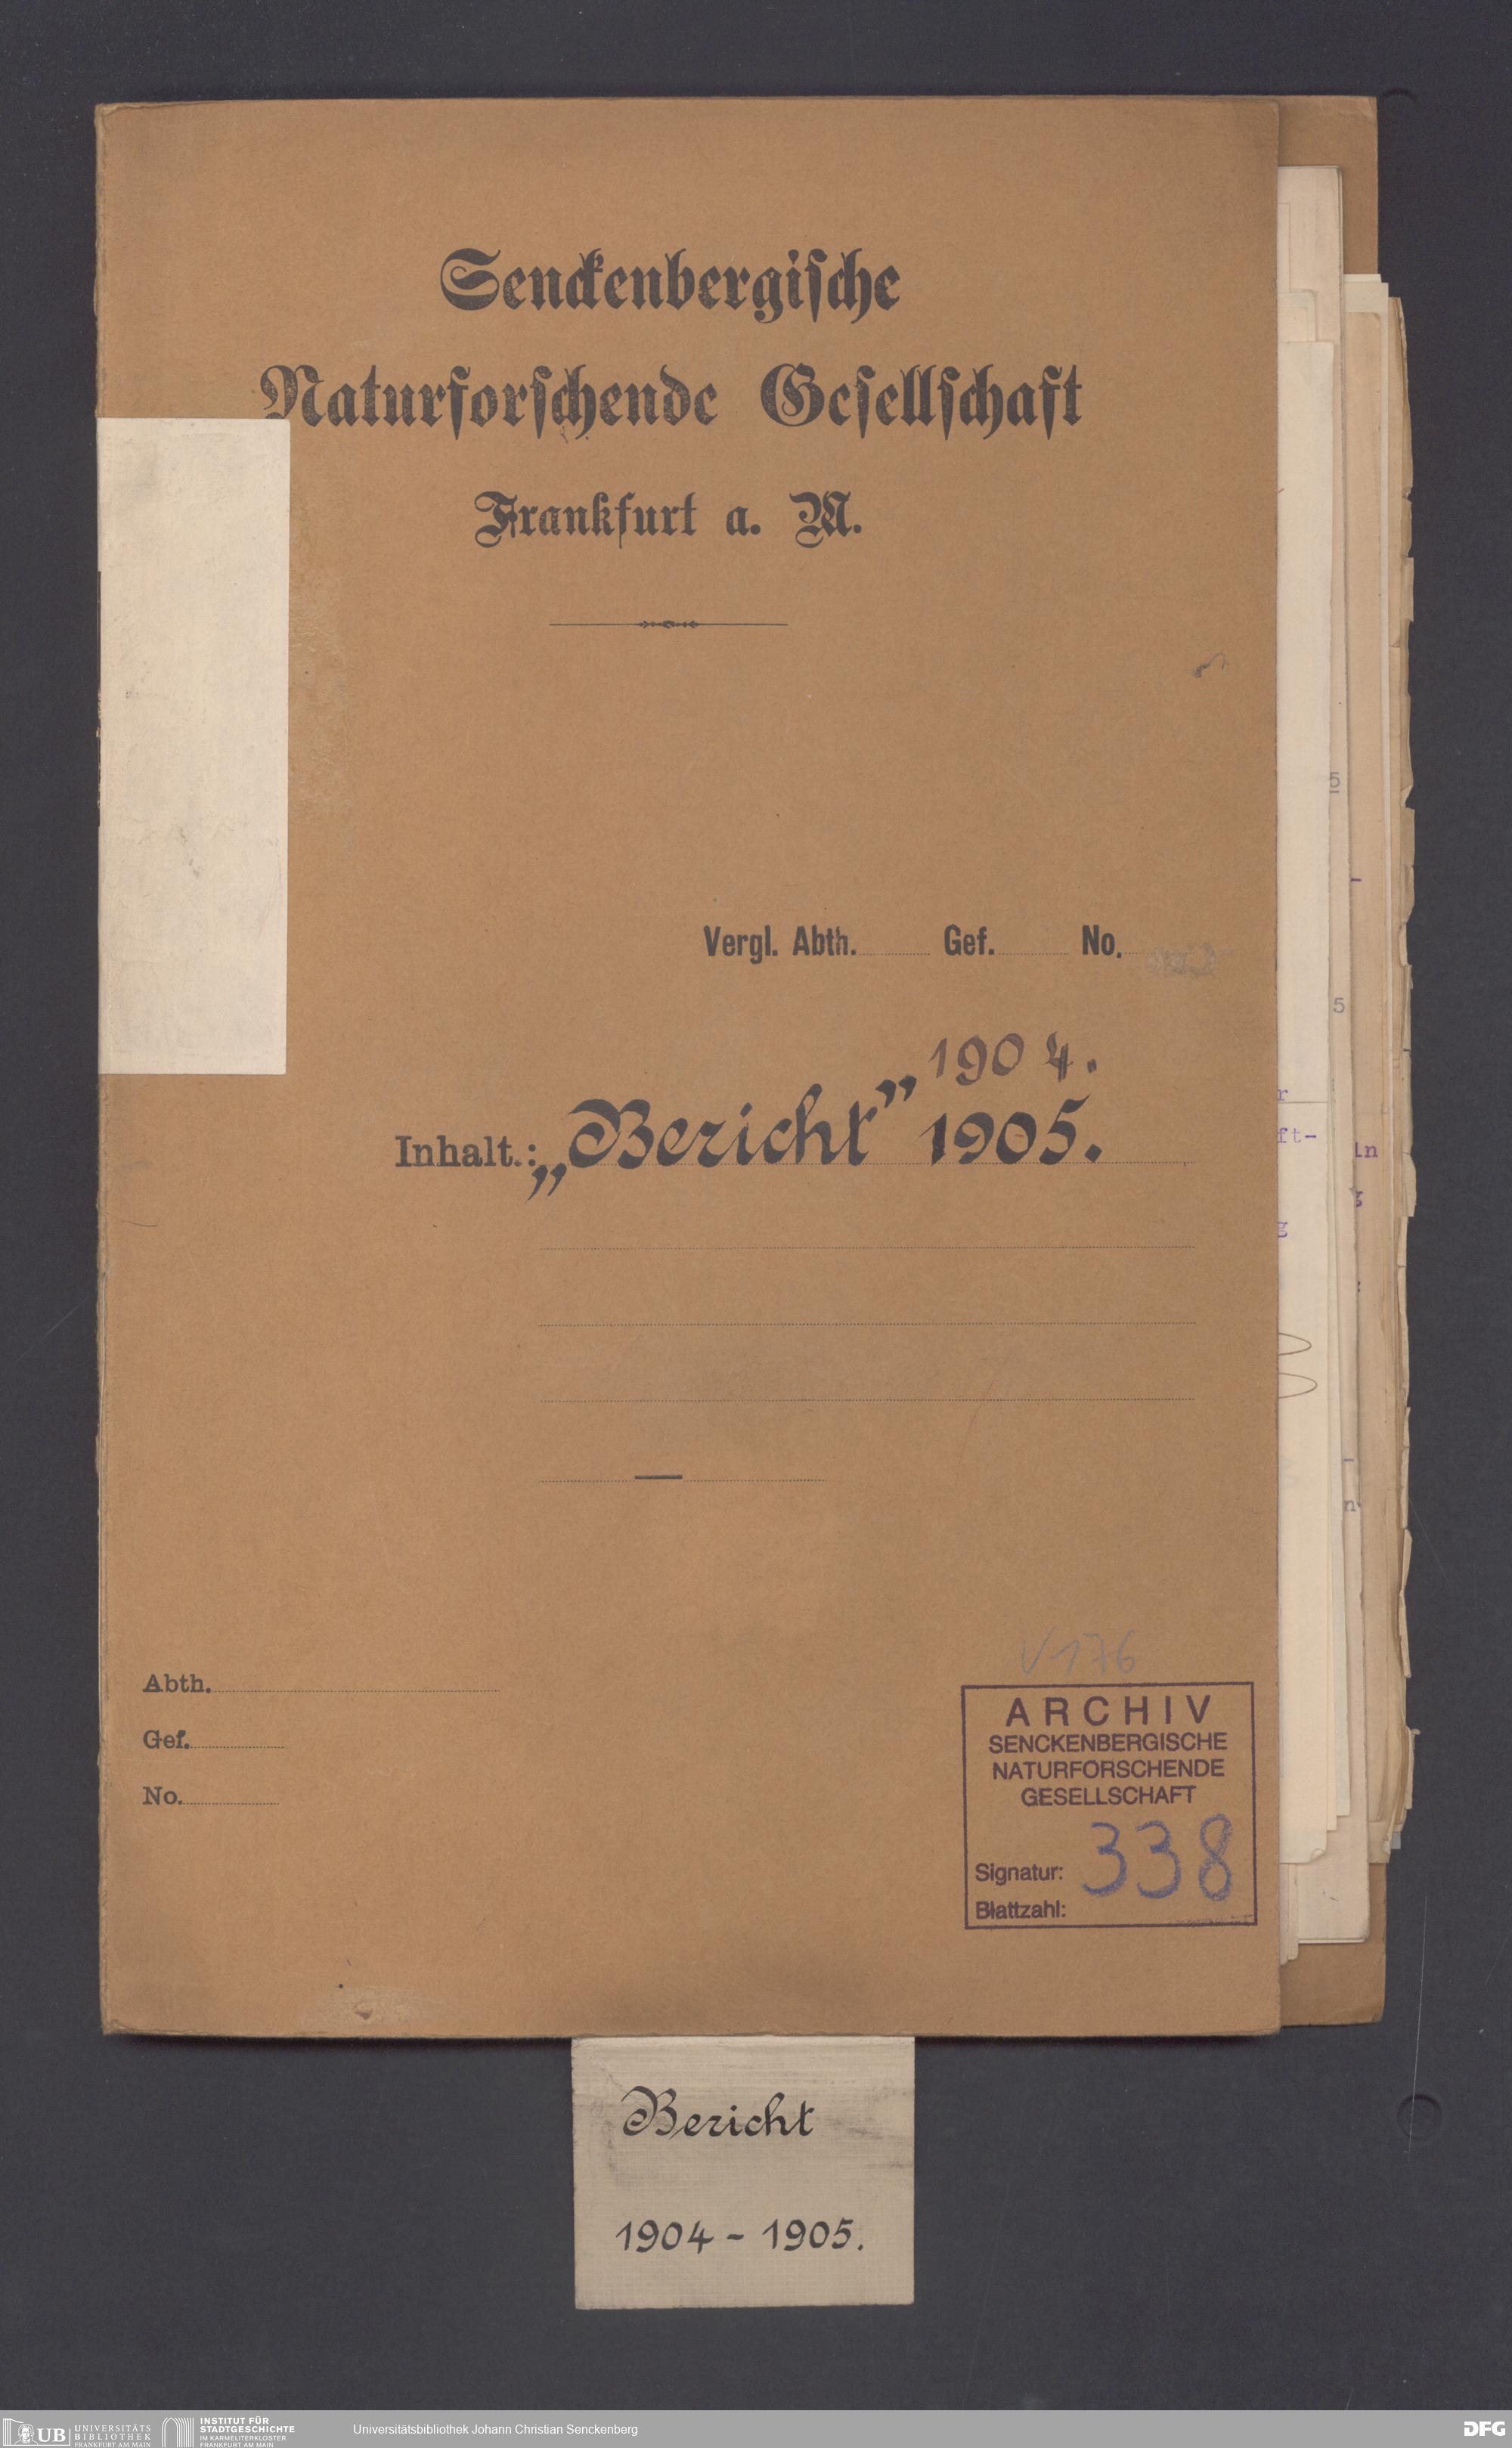 Senckenbergische
Naturforschende Gesellschaft
Frankfurt a. M.
Vergl. Abth. Gef. No.
1904.
Inhalt.: „Bericht” 1905.
Abth.
Gef.
No.
V 176
ARCHIV
SENCKENBERGISCHE
NATURFORSCHENDE
GESELLSCHAFT
Signatur: 338
Blattzahl:
Bericht
1904 - 1905.
UB UNIVERSITÄTS
BIBLIOTHEK
FRANKFURT AM MAIN
INSTITUT FÜR
STADTGESCHICHTE
IM KARMELITERKLOSTER
FRANKFURT AM MAIN
Universitätsbibliothek Johann Christian Senckenberg
DFG